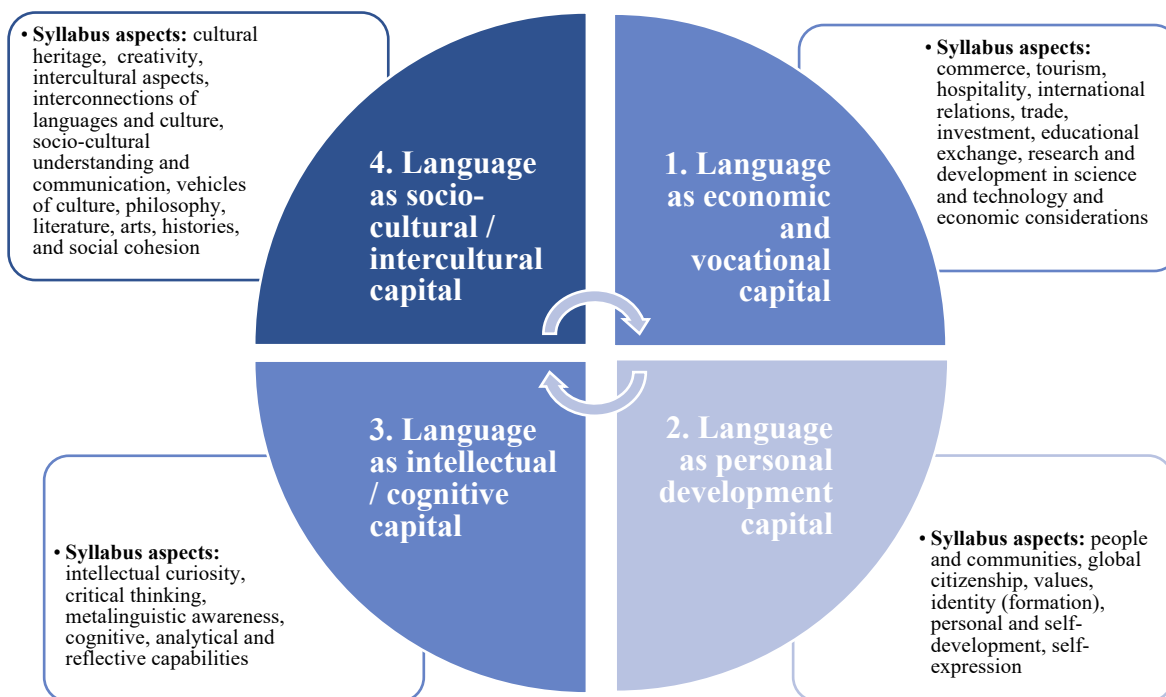 • Syllabus aspects: cultural
heritage, creativity,
intercultural aspects,
interconnections of
languages and culture,
socio-cultural
understanding and
communication, vehicles
of culture, philosophy,
literature, arts, histories,
and social cohesion
4. Language
as socio-
cultural /
intercultural
capital
1. Language
as economic
and
vocational
capital
• Syllabus aspects:
commerce, tourism,
hospitality, international
relations, trade,
investment, educational
exchange, research and
development in science
and technology and
economic considerations
• Syllabus aspects:
intellectual curiosity,
critical thinking,
metalinguistic awareness,
cognitive, analytical and
reflective capabilities
3. Language
as intellectual
/ cognitive
capital
2. Language
as personal
development
capital
• Syllabus aspects: people
and communities, global
citizenship, values,
identity (formation),
personal and self-
development, self-
expression